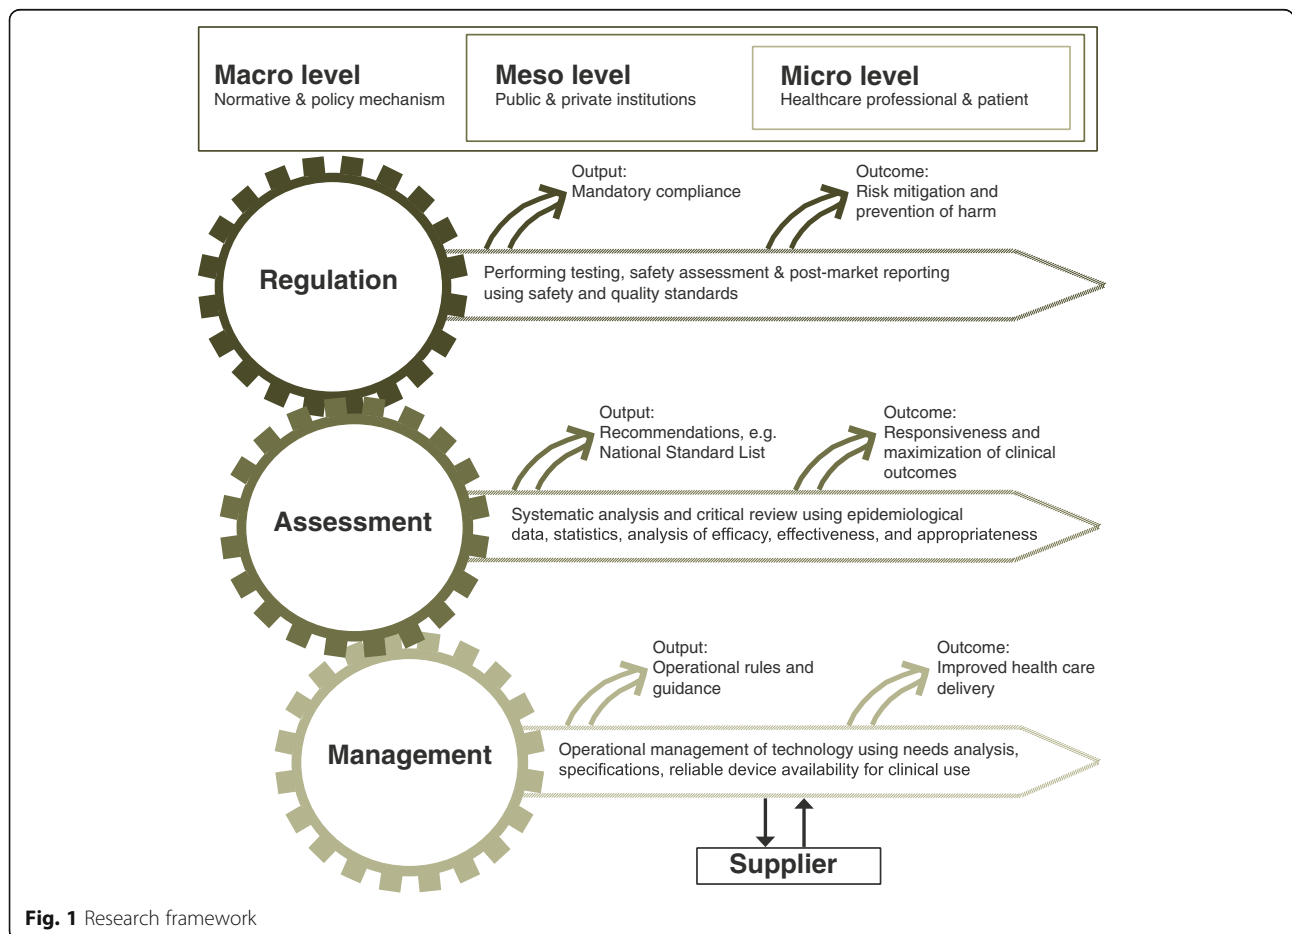 Macro level
Normative & policy mechanism
Meso level
Public & private institutions
Micro level
Healthcare professional & patient
Regulation
Output:
Mandatory compliance
Outcome:
Risk mitigation and
prevention of harm
Performing testing, safety assessment & post-market reporting
using safety and quality standards
Assessment
Output:
Recommendations, e.g.
National Standard List
Outcome:
Responsiveness and
maximization of clinical
outcomes
Systematic analysis and critical review using epidemiological
data, statistics, analysis of efficacy, effectiveness, and appropriateness
Management
Output:
Operational rules and
guidance
Outcome:
Improved health care
delivery
Operational management of technology using needs analysis,
specifications, reliable device availability for clinical use
Supplier
Fig. 1 Research framework